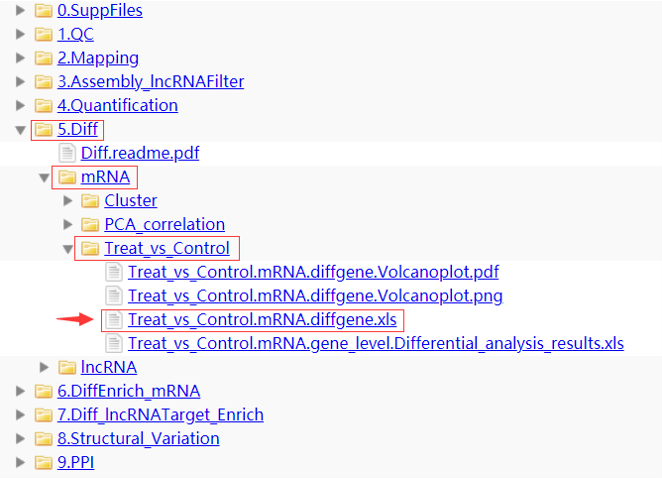 0.SuppFiles
1.QC
2.Mapping
3.Assembly_lncRNAFilter
4.Quantification
5.Diff
Diff.readme.pdf
mRNA
Cluster
PCA_correlation
Treat_vs_Control
Treat_vs_Control.mRNA.diffgene.Volcanoplot.pdf
Treat_vs_Control.mRNA.diffgene.Volcanoplot.png
Treat_vs_Control.mRNA.diffgene.xls
Treat_vs_Control.mRNA.gene_level.Differential_analysis_results.xls
lncRNA
6.DiffEnrich_mRNA
7.Diff_lncRNATarget_Enrich
8.Structural_Variation
9.PPI